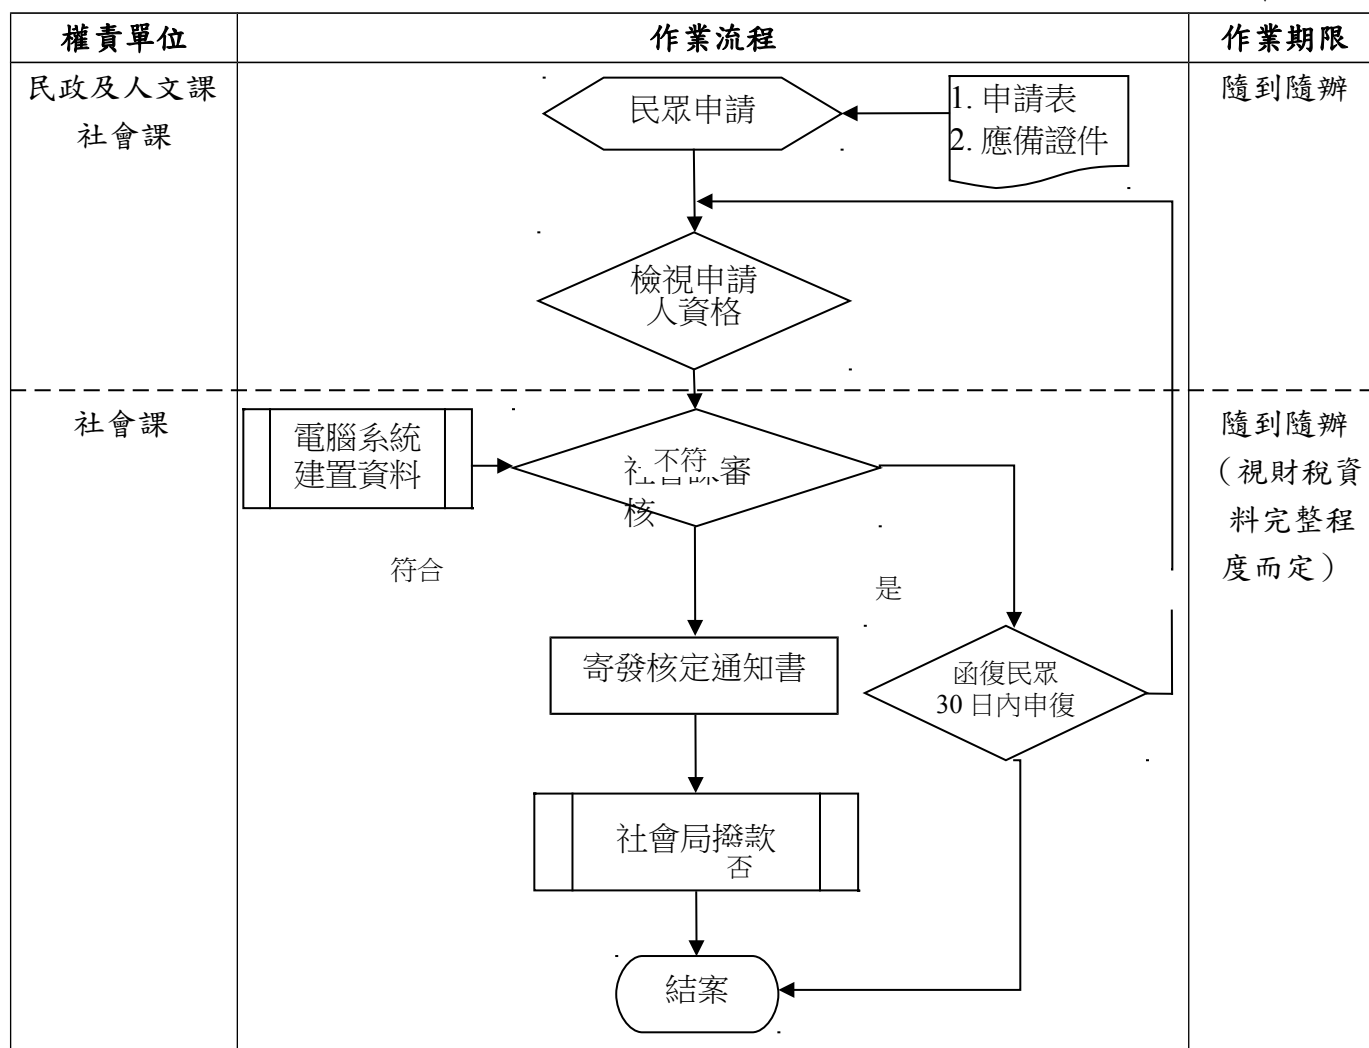 權責單位
作業流程
作業期限
民政及人文課
社會課
民眾申請
1. 申請表
2. 應備證件
隨到隨辦
檢視申請
人資格
社會課
電腦系統
建置資料
不符
社會課審
核
隨到隨辦
（視財稅資
料完整程
度而定）
符合
是
寄發核定通知書
函復民眾
30 日內申復
社會局撥款
否
結案